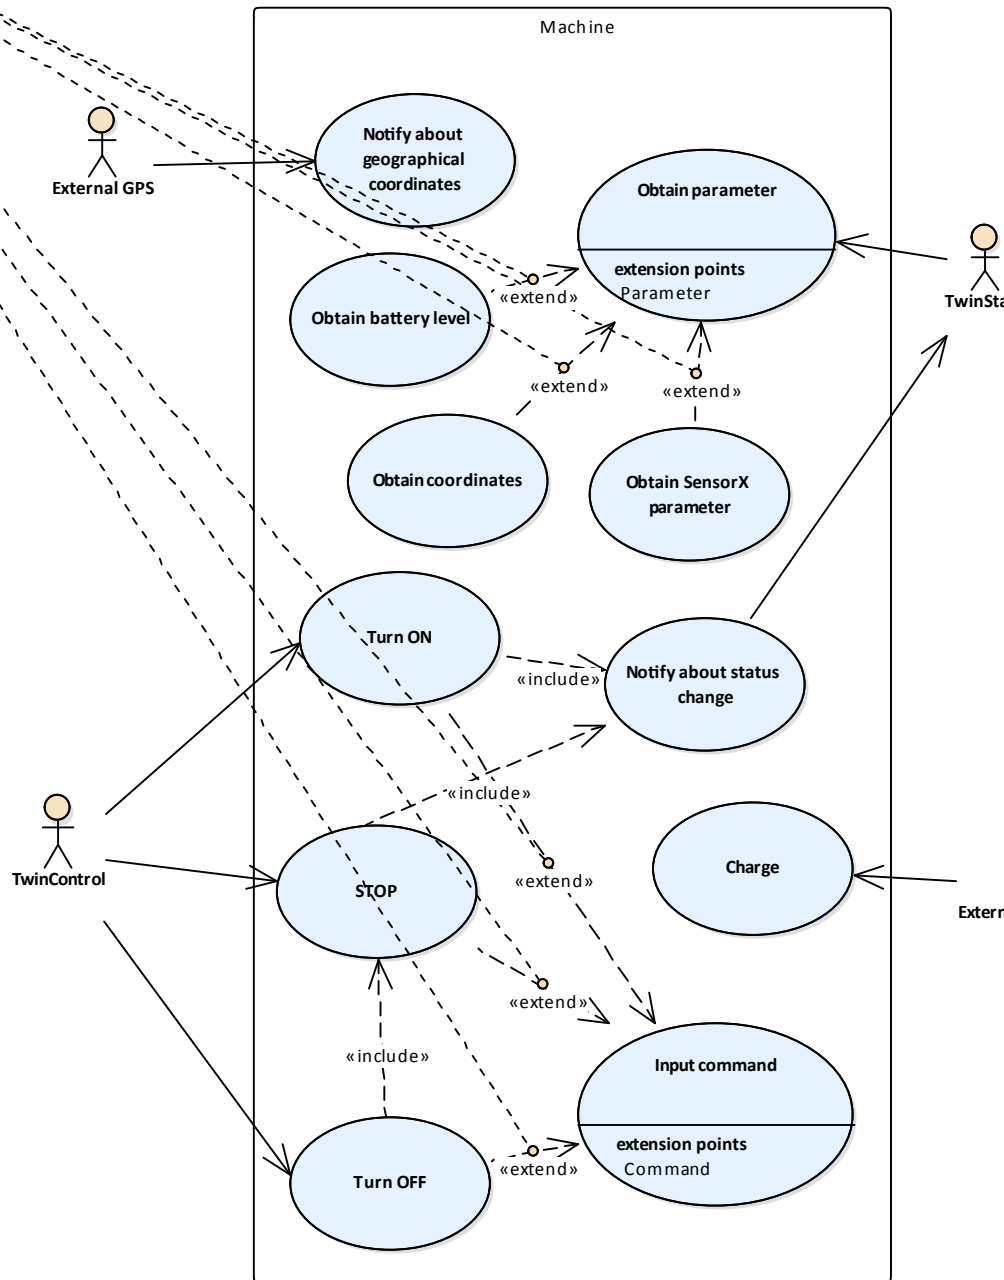 Machine
Notify about
geographical
coordinates
External GPS
Obtain parameter
extension points
Parameter
«extend»
TwinSta
Obtain battery level
«extend»
«extend»
Obtain coordinates
Obtain SensorX
parameter
Turn ON
Notify about status
change
«include»
«include»
TwinControl
STOP
Charge
«extend»
Extern
«extend»
«include»
Input command
extension points
Command
Turn OFF
«extend»